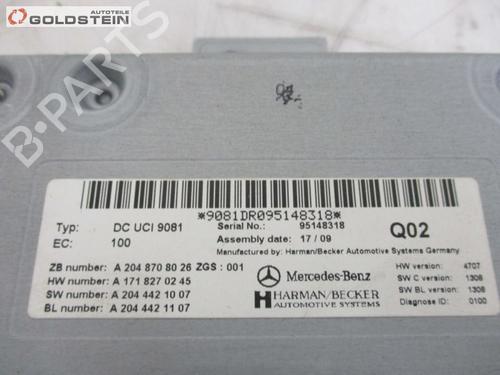 AUTOTEILE
GOLDSTEIN
B-PARTS
*9081DR095148318*
Typ: DC UCI 9081
Serial No.: 95148318
Q02
EC: 100
Assembly date: 17 / 09
Manufactured by: Harman/Becker Automotive Systems Germany
ZB number: A 204 870 80 26 ZGS : 001
HW number: A 171 827 02 45
SW number: A 204 442 10 07
BL number: A 204 442 11 07
Mercedes-Benz
HARMAN/BECKER
AUTOMOTIVE SYSTEMS
HW version: 4707
SW C version: 1308
SW BL version: 1308
Diagnose ID: 0100